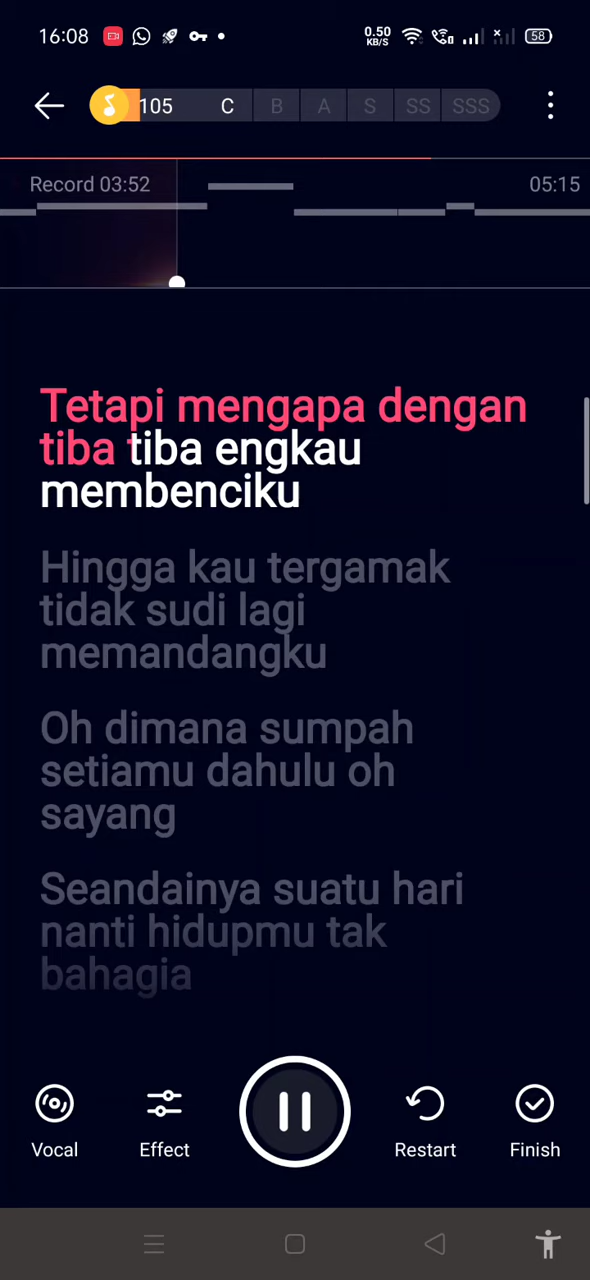 16:08 0.50 KB/S 58
105 C B A S SS SSS
Record 03:52 05:15
Tetapi mengapa dengan
tiba tiba engkau
membenciku
Hingga kau tergamak
tidak sudi lagi
memandangku
Oh dimana sumpah
setiamu dahulu oh
sayang
Seandainya suatu hari
nanti hidupmu tak
bahagia
Vocal Effect Restart Finish